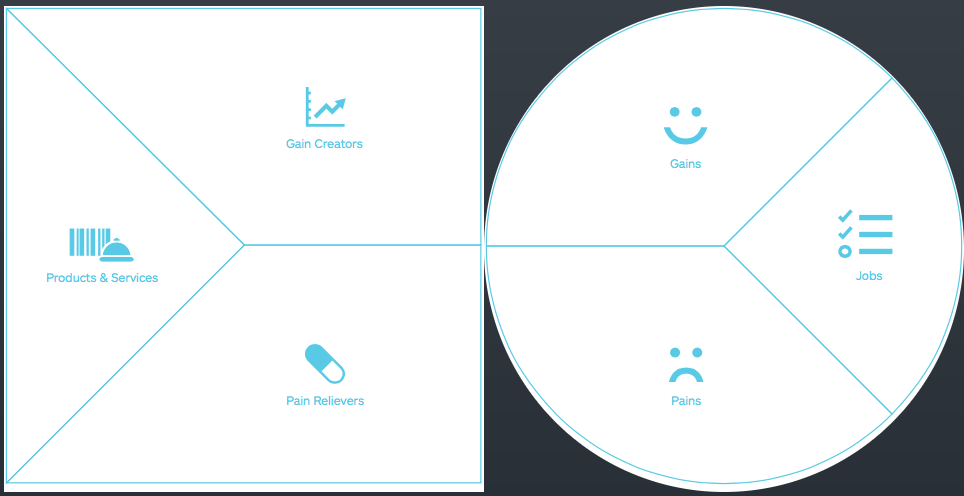 Gain Creators
Products & Services
Pain Relievers
Gains
Jobs
Pains